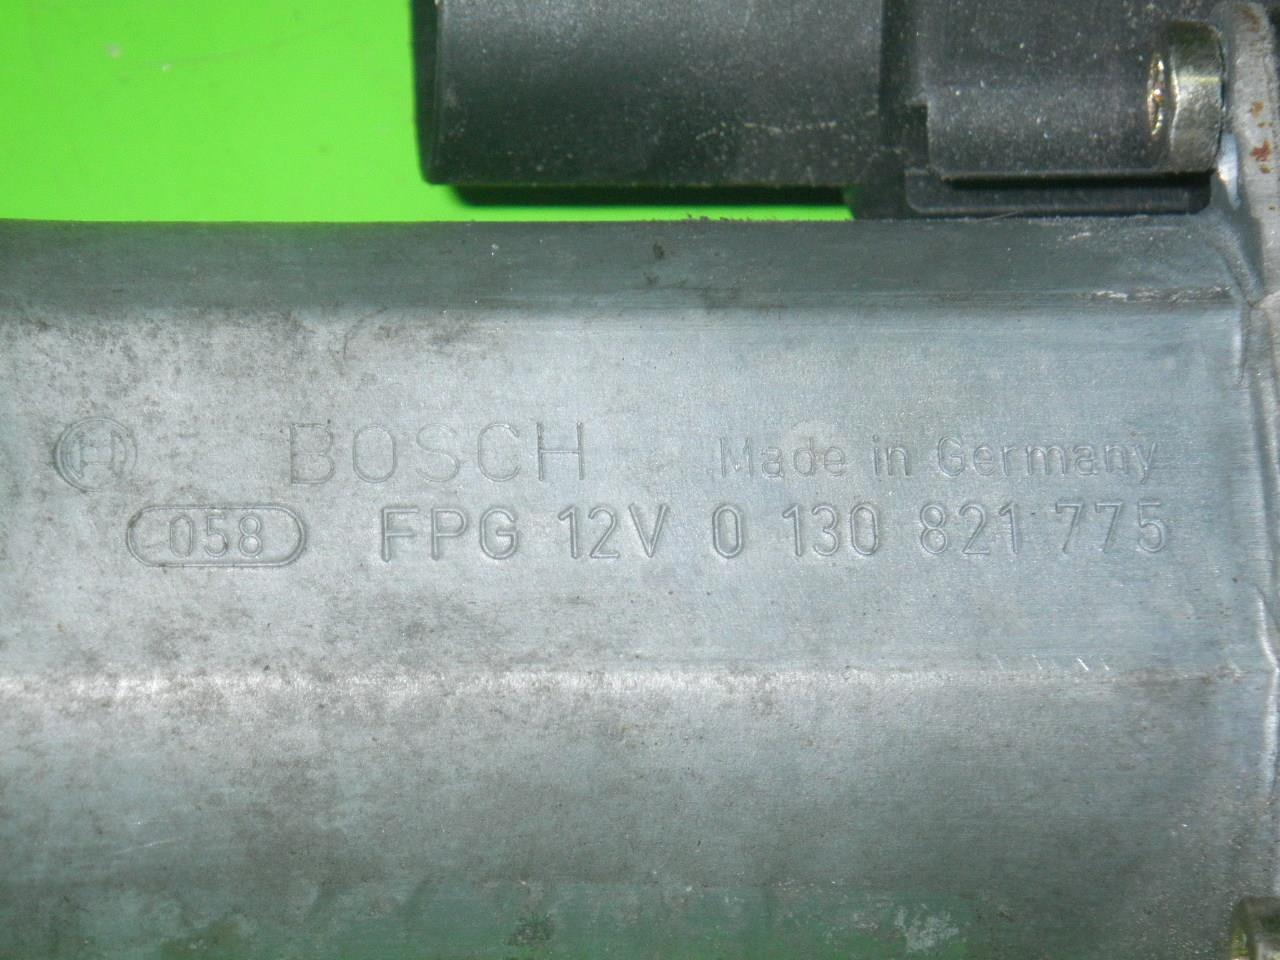 BOSCH Made in Germany
058 FPG 12V 0 130 821 775